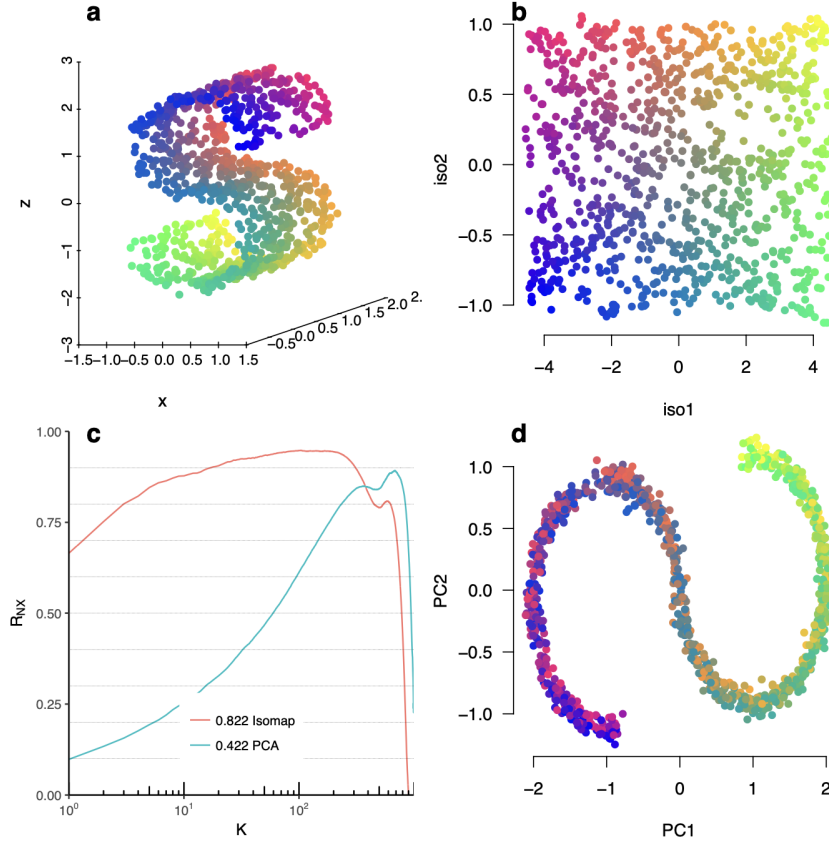 a
3
2
1
0
−1
−2
−3
z
−1.5 −1.0 −0.5 0.0 0.5 1.0 1.5
−0.5 0.0 0.5 1.0 1.5 2.0 2.
x
b
1.0
0.5
0.0
−0.5
−1.0
iso2
−4 −2 0 2 4
iso1
c
1.00
0.75
0.50
0.25
0.00
RNX
0.822 Isomap
0.422 PCA
10^0 10^1 10^2
K
d
1.0
0.5
0.0
−0.5
−1.0
PC2
−2 −1 0 1 2
PC1